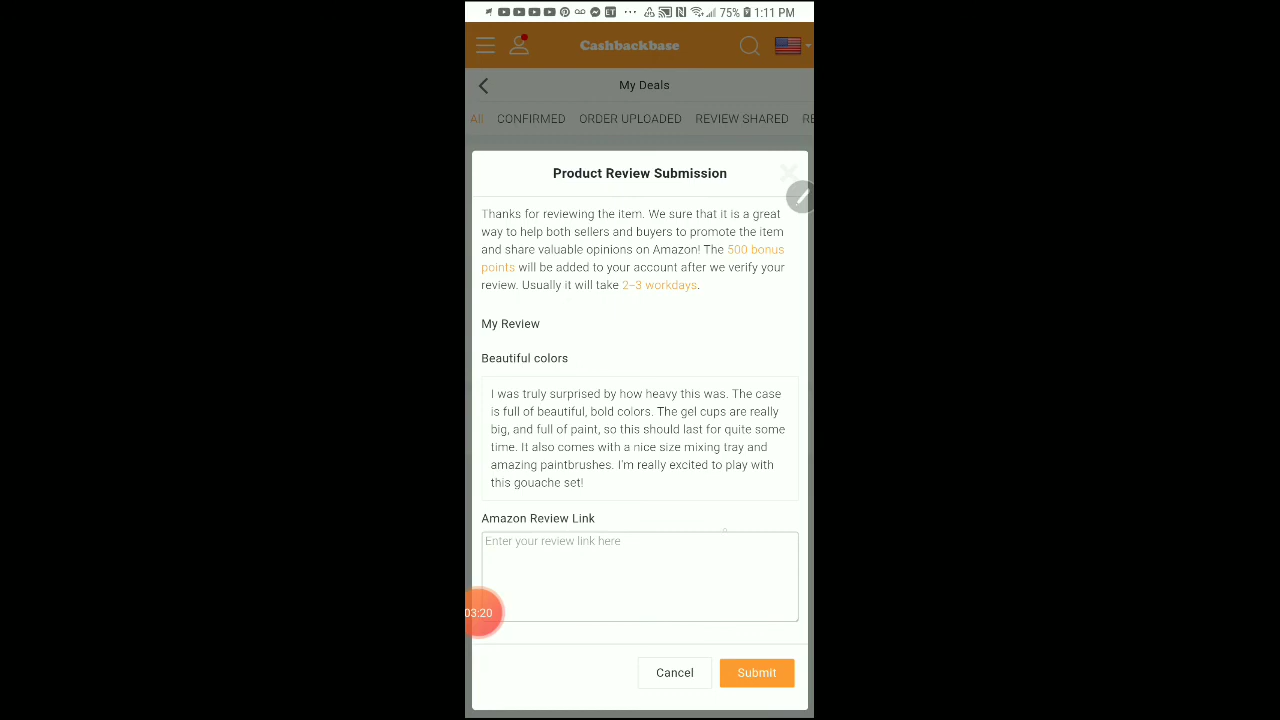 75% 1:11 PM
Cashbackbase
My Deals
All CONFIRMED ORDER UPLOADED REVIEW SHARED RE
Product Review Submission
Thanks for reviewing the item. We sure that it is a great
way to help both sellers and buyers to promote the item
and share valuable opinions on Amazon! The 500 bonus
points will be added to your account after we verify your
review. Usually it will take 2–3 workdays.
My Review
Beautiful colors
I was truly surprised by how heavy this was. The case
is full of beautiful, bold colors. The gel cups are really
big, and full of paint, so this should last for quite some
time. It also comes with a nice size mixing tray and
amazing paintbrushes. I'm really excited to play with
this gouache set!
Amazon Review Link
Enter your review link here
03:20
Cancel Submit